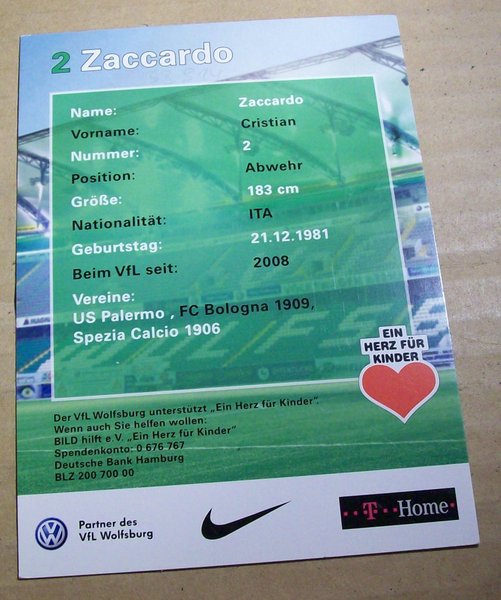 2 Zaccardo
Name: Zaccardo
Vorname: Cristian
Nummer: 2
Position: Abwehr
Größe: 183 cm
Nationalität: ITA
Geburtstag: 21.12.1981
Beim VfL seit: 2008
Vereine:
US Palermo , FC Bologna 1909,
Spezia Calcio 1906
EIN
HERZ FÜR
KINDER
Der VfL Wolfsburg unterstützt „Ein Herz für Kinder".
Wenn auch Sie helfen wollen:
BILD hilft e.V. „Ein Herz für Kinder"
Spendenkonto: 0 676 767
Deutsche Bank Hamburg
BLZ 200 700 00
Partner des
VfL Wolfsburg
··T··Home·